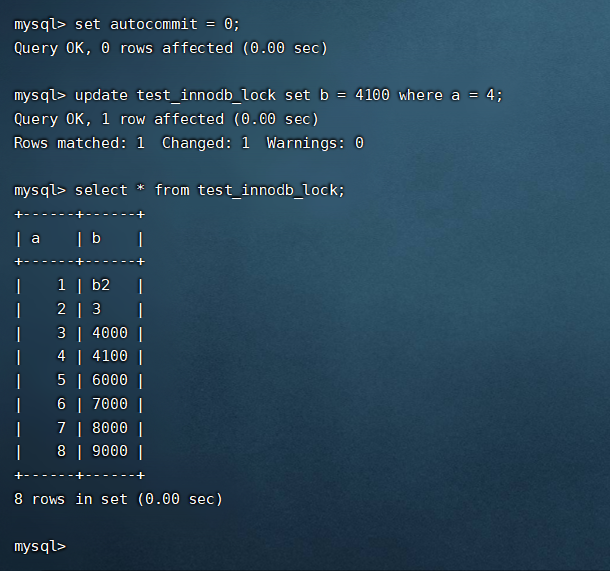 mysql> set autocommit = 0;
Query OK, 0 rows affected (0.00 sec)

mysql> update test_innodb_lock set b = 4100 where a = 4;
Query OK, 1 row affected (0.00 sec)
Rows matched: 1  Changed: 1  Warnings: 0

mysql> select * from test_innodb_lock;
+------+------+
| a    | b    |
+------+------+
|    1 | b2   |
|    2 | 3    |
|    3 | 4000 |
|    4 | 4100 |
|    5 | 6000 |
|    6 | 7000 |
|    7 | 8000 |
|    8 | 9000 |
+------+------+
8 rows in set (0.00 sec)

mysql>